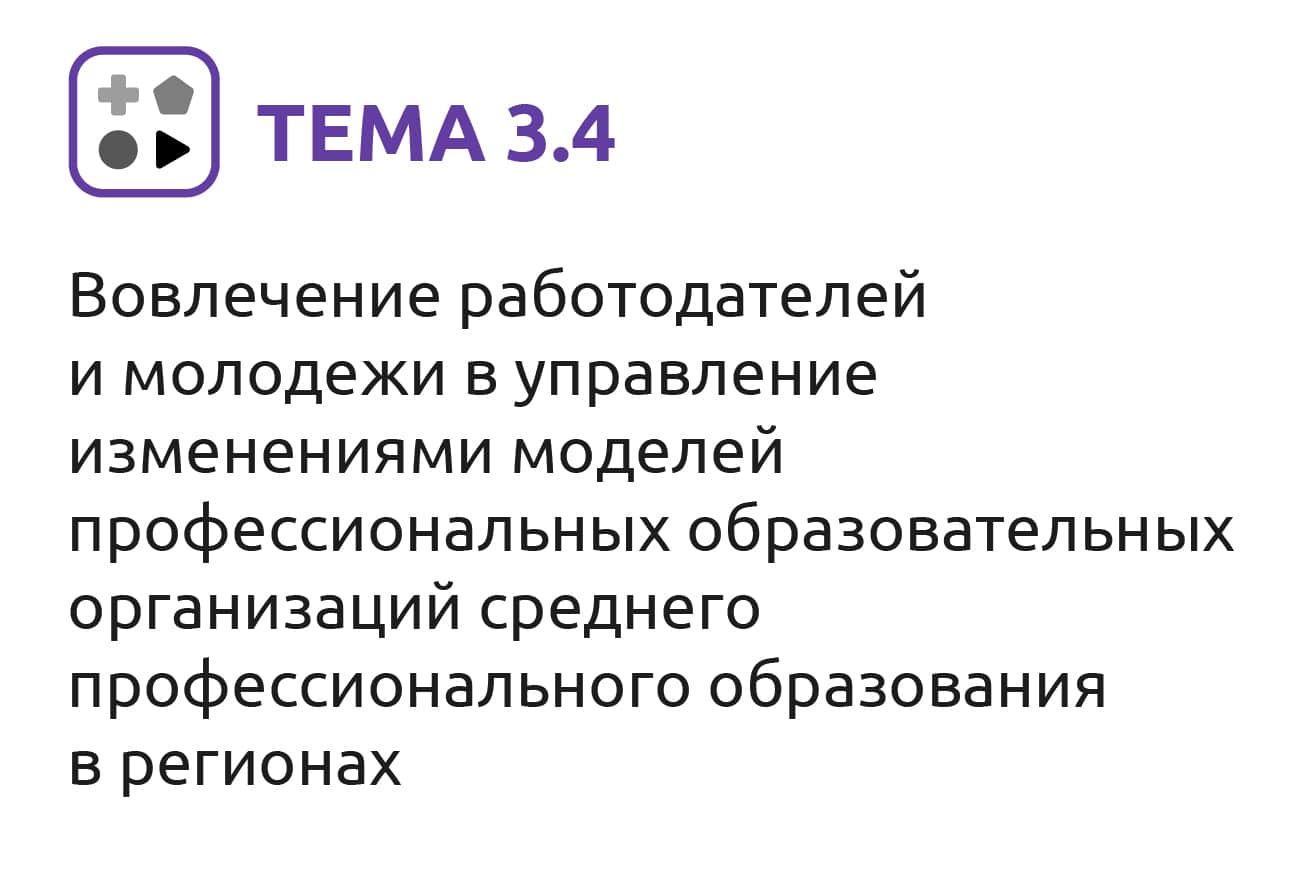 ТЕМА 3.4
Вовлечение работодателей
и молодежи в управление
изменениями моделей
профессиональных образовательных
организаций среднего
профессионального образования
в регионах